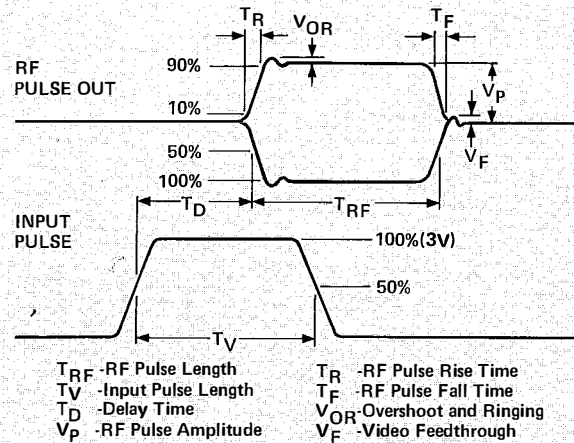 T_R
V_OR
T_F
RF
PULSE OUT
90%
10%
V_P
50%
100%
V_F
T_D
T_RF
INPUT
PULSE
100%(3V)
50%
T_V
T_RF -RF Pulse Length
T_V -Input Pulse Length
T_D -Delay Time
V_P -RF Pulse Amplitude
T_R -RF Pulse Rise Time
T_F -RF Pulse Fall Time
V_OR-Overshoot and Ringing
V_F -Video Feedthrough